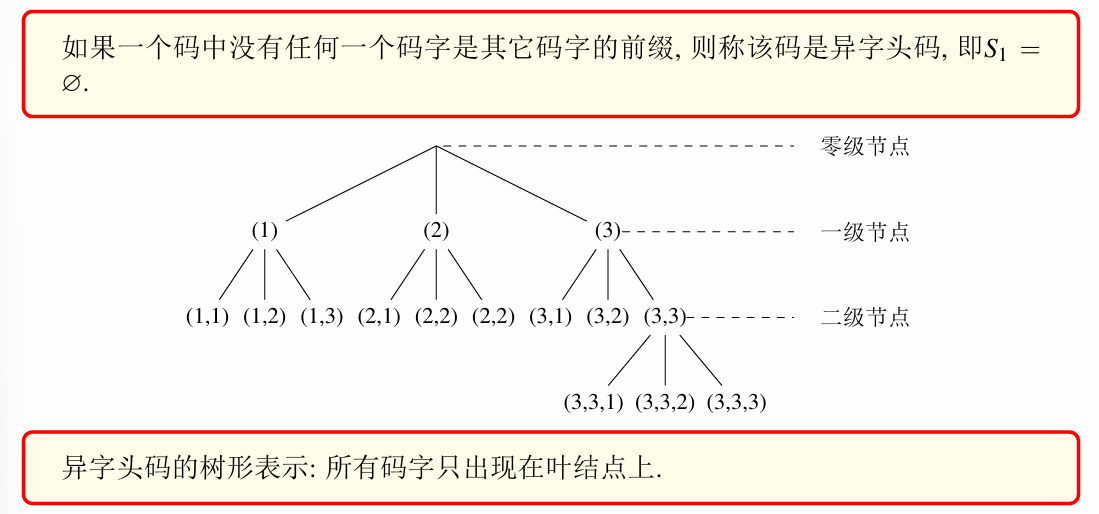 如果一个码中没有任何一个码字是其它码字的前缀, 则称该码是异字头码, 即S₁ =
∅.
零级节点
(1) (2) (3) 一级节点
(1,1) (1,2) (1,3) (2,1) (2,2) (2,2) (3,1) (3,2) (3,3) 二级节点
(3,3,1) (3,3,2) (3,3,3)
异字头码的树形表示: 所有码字只出现在叶结点上.